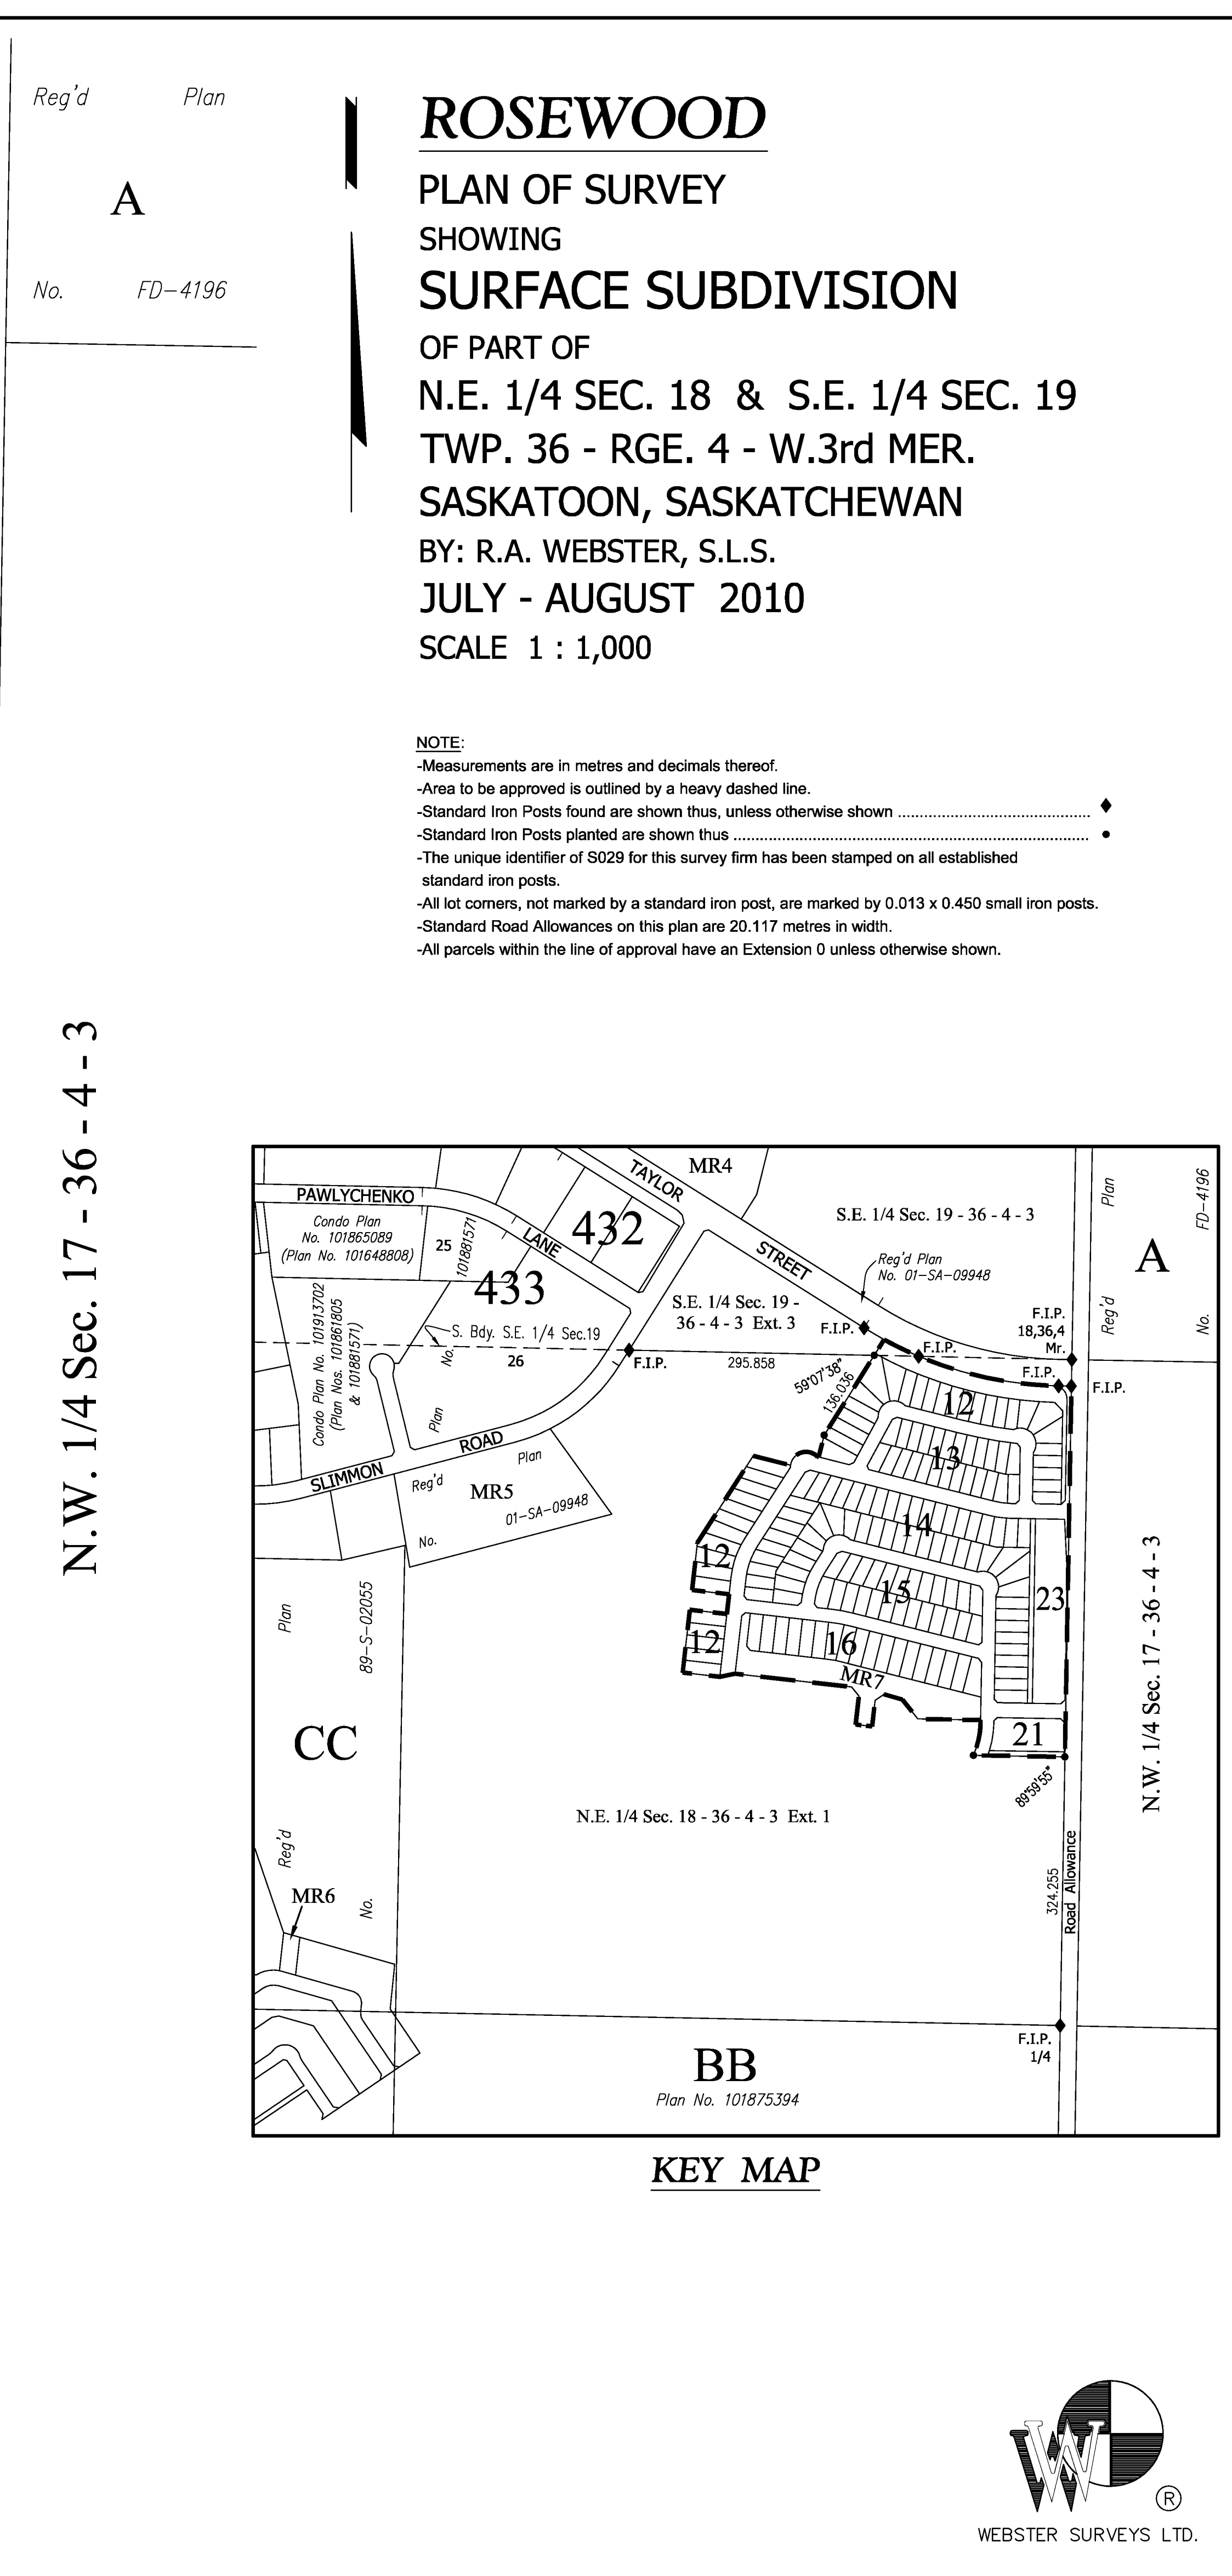 Reg'd Plan
A
No. FD-4196
ROSEWOOD
PLAN OF SURVEY
SHOWING
SURFACE SUBDIVISION
OF PART OF
N.E. 1/4 SEC. 18 & S.E. 1/4 SEC. 19
TWP. 36 - RGE. 4 - W.3rd MER.
SASKATOON, SASKATCHEWAN
BY: R.A. WEBSTER, S.L.S.
JULY - AUGUST 2010
SCALE 1 : 1,000
NOTE:
-Measurements are in metres and decimals thereof.
-Area to be approved is outlined by a heavy dashed line.
-Standard Iron Posts found are shown thus, unless otherwise shown ............................................
-Standard Iron Posts planted are shown thus .................................................................................
-The unique identifier of S029 for this survey firm has been stamped on all established
standard iron posts.
-All lot corners, not marked by a standard iron post, are marked by 0.013 x 0.450 small iron posts.
-Standard Road Allowances on this plan are 20.117 metres in width.
-All parcels within the line of approval have an Extension 0 unless otherwise shown.
N.W. 1/4 Sec. 17 - 36 - 4 - 3
PAWLYCHENKO
LANE
TAYLOR
STREET
MR4
S.E. 1/4 Sec. 19 - 36 - 4 - 3
Plan
FD-4196
A
Reg'd
No.
Condo Plan
No. 101865089
(Plan No. 101648808)
25
101881571
432
433
Reg'd Plan
No. 01-SA-09948
S.E. 1/4 Sec. 19 -
36 - 4 - 3 Ext. 3
F.I.P.
F.I.P.
18,36,4
Mr.
Condo Plan No. 101913702
(Plan Nos. 101861805
& 101881571)
S. Bdy. S.E. 1/4 Sec.19
No.
26
F.I.P.
295.858
F.I.P.
F.I.P.
F.I.P.
59°07'38"
136.036
Plan
SLIMMON
ROAD
Reg'd
Plan
MR5
01-SA-09948
No.
12
13
14
12
15
23
12
16
MR7
21
89°59'55"
N.W. 1/4 Sec. 17 - 36 - 4 - 3
Plan
89-S-02055
CC
Reg'd
No.
MR6
N.E. 1/4 Sec. 18 - 36 - 4 - 3 Ext. 1
324.255
Road Allowance
F.I.P.
1/4
BB
Plan No. 101875394
KEY MAP
W
R
WEBSTER SURVEYS LTD.